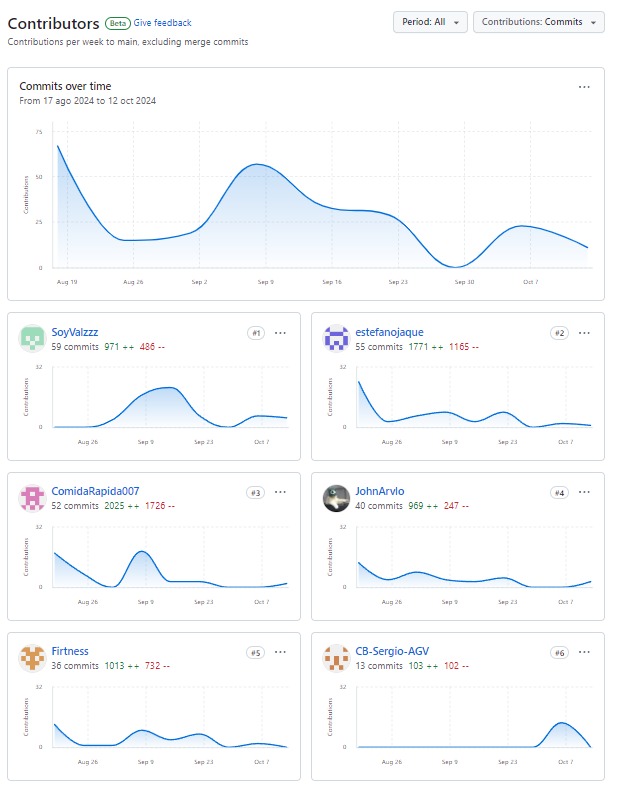 Contributors Beta Give feedback
Period: All
Contributions: Commits
Contributions per week to main, excluding merge commits
Commits over time
From 17 ago 2024 to 12 oct 2024
Contributions
75
50
25
0
Aug 19 Aug 26 Sep 2 Sep 9 Sep 16 Sep 23 Sep 30 Oct 7
SoyValzzz #1
59 commits 971 ++ 486 --
Contributions
12
0
Aug 26 Sep 9 Sep 23 Oct 7
estefanojaque #2
55 commits 1771 ++ 1165 --
Contributions
12
0
Aug 26 Sep 9 Sep 23 Oct 7
ComidaRapida007 #3
52 commits 2025 ++ 1726 --
Contributions
12
0
Aug 26 Sep 9 Sep 23 Oct 7
JohnArvlo #4
40 commits 969 ++ 247 --
Contributions
12
0
Aug 26 Sep 9 Sep 23 Oct 7
Firtness #5
36 commits 1013 ++ 732 --
Contributions
12
0
Aug 26 Sep 9 Sep 23 Oct 7
CB-Sergio-AGV #6
13 commits 103 ++ 102 --
Contributions
12
0
Aug 26 Sep 9 Sep 23 Oct 7